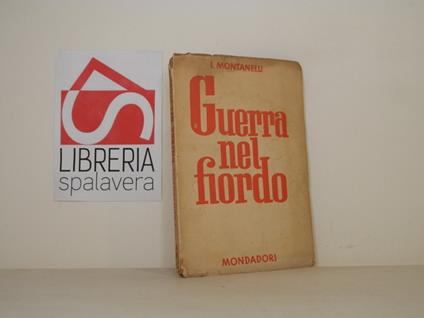 LIBRERIA
spalavera
I. MONTANELLI
Guerra
nel
fiordo
MONDADORI